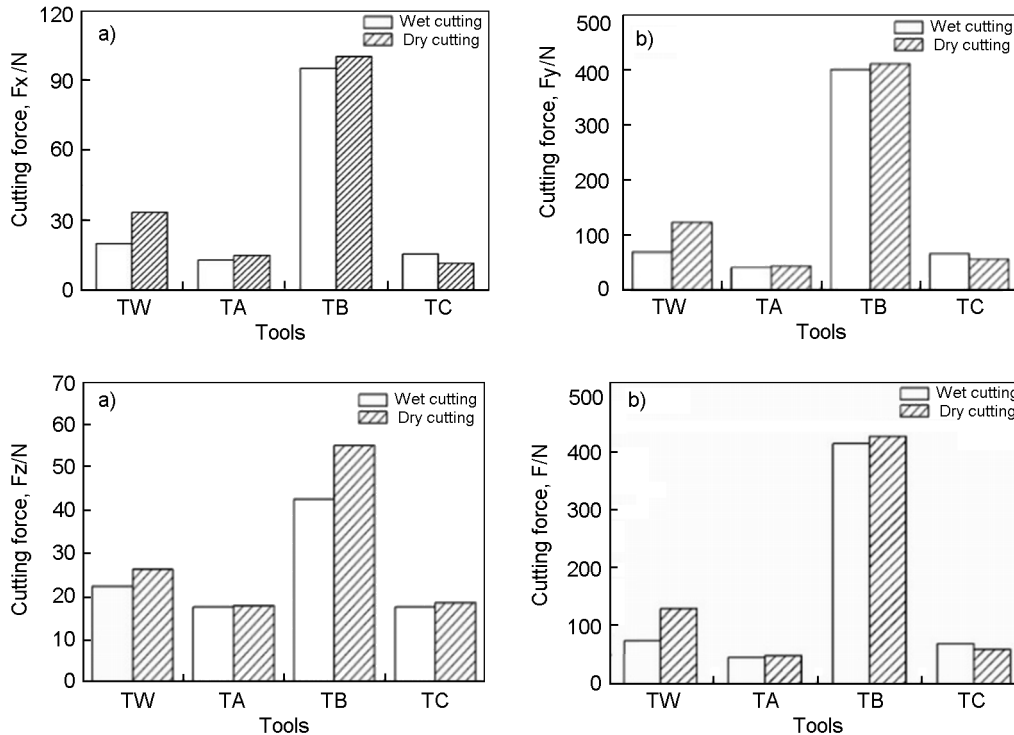 Cutting force, Fx/N
120
90
60
30
0
a)
Wet cutting
Dry cutting
TW TA TB TC
Tools
Cutting force, Fy/N
500
400
300
200
100
0
b)
Wet cutting
Dry cutting
TW TA TB TC
Tools
Cutting force, Fz/N
70
60
50
40
30
20
10
0
a)
Wet cutting
Dry cutting
TW TA TB TC
Tools
Cutting force, F/N
500
400
300
200
100
0
b)
Wet cutting
Dry cutting
TW TA TB TC
Tools